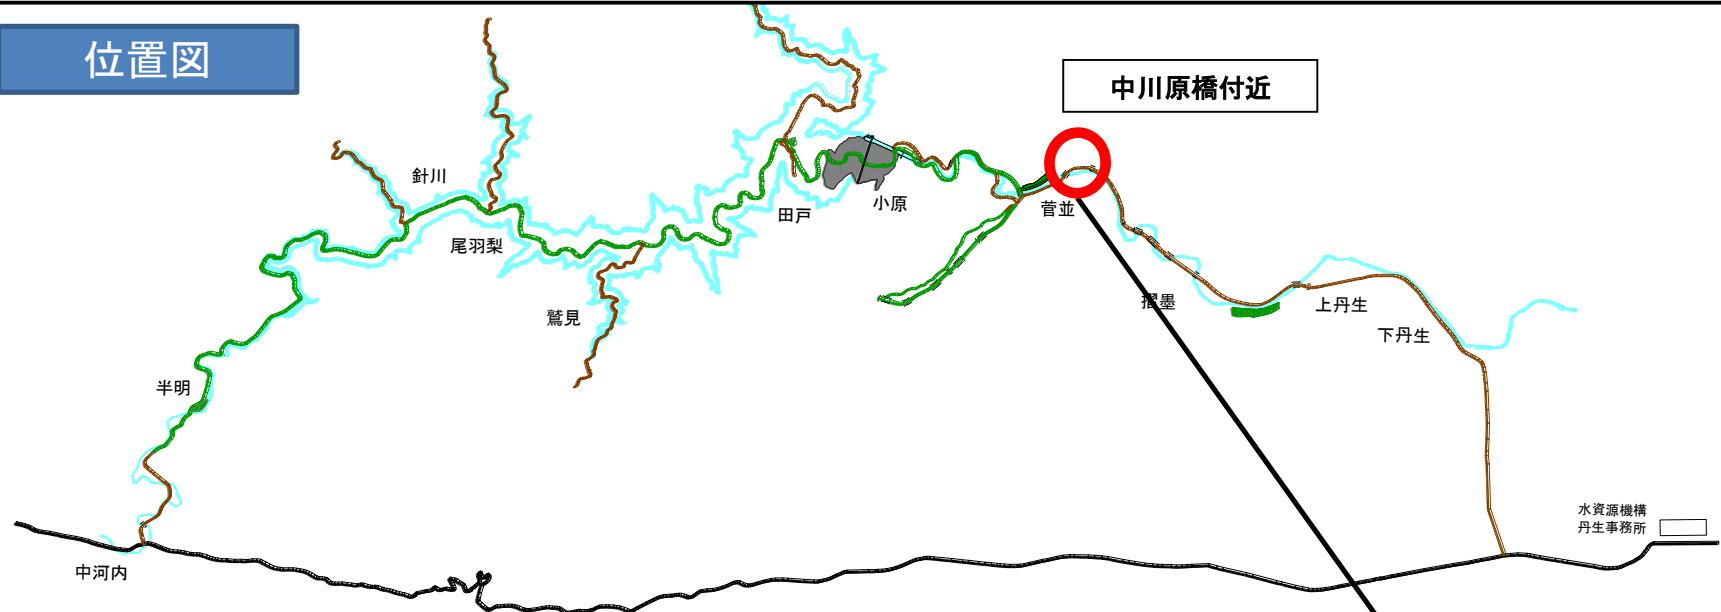 位置図
中川原橋付近
針川
尾羽梨
田戸
小原
菅並
鷲見
摺墨
上丹生
下丹生
半明
水資源機構
丹生事務所
中河内